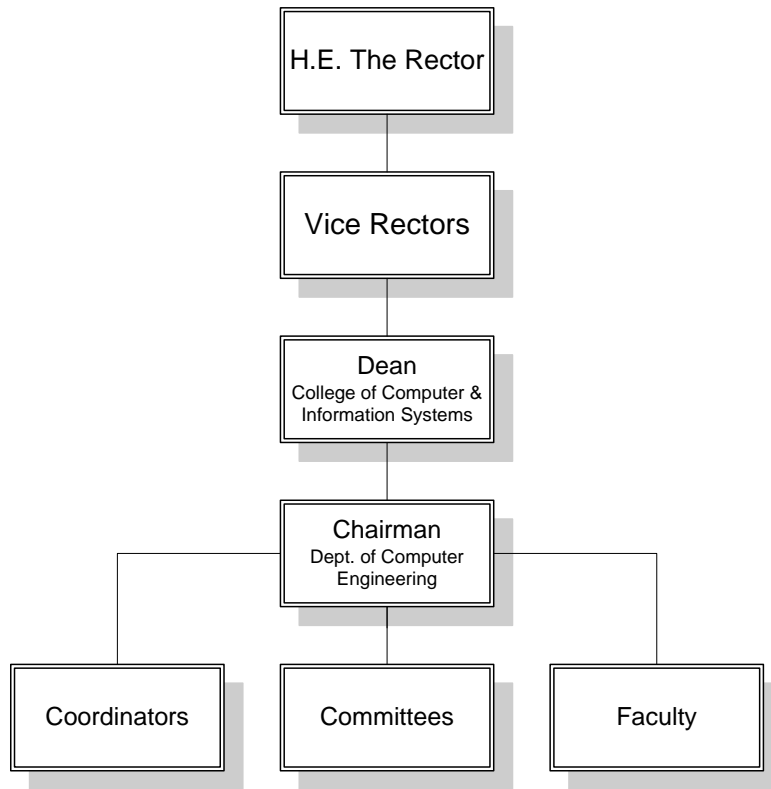 H.E. The Rector
Vice Rectors
Dean
College of Computer &
Information Systems
Chairman
Dept. of Computer
Engineering
Coordinators
Committees
Faculty